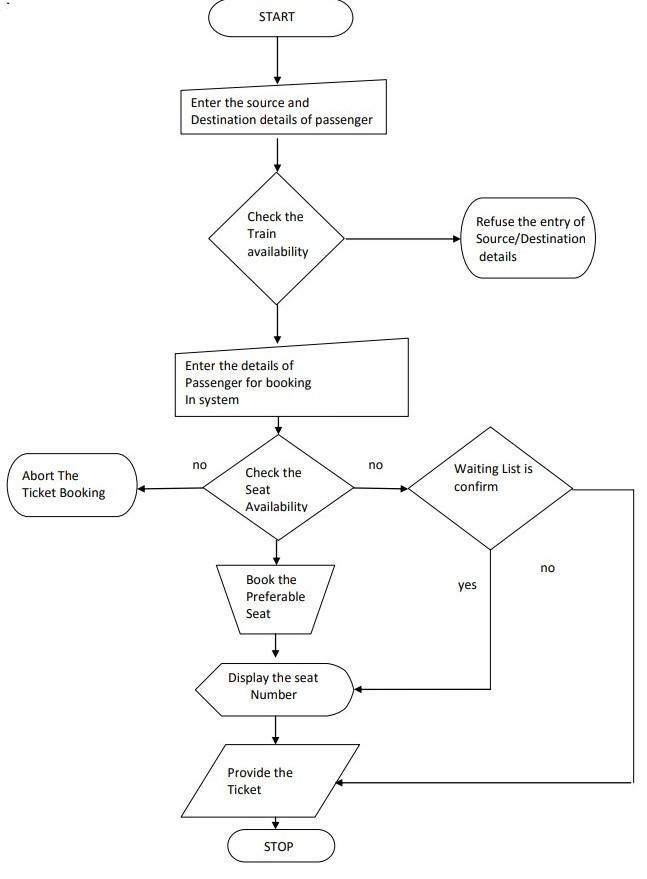 START
Enter the source and
Destination details of passenger
Check the
Train
availability
Refuse the entry of
Source/Destination
details
Enter the details of
Passenger for booking
In system
no
no
Abort The
Ticket Booking
Check the
Seat
Availability
Waiting List is
confirm
Book the
Preferable
Seat
yes
no
Display the seat
Number
Provide the
Ticket
STOP